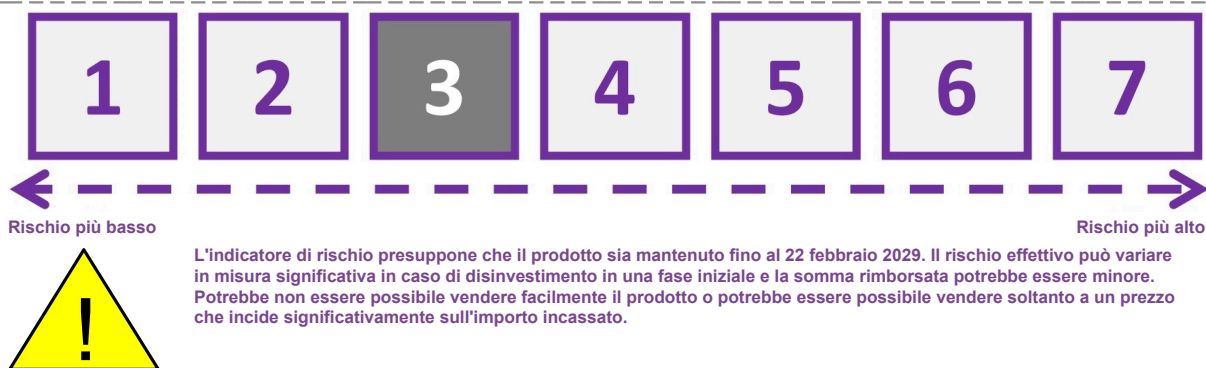 1 2 3 4 5 6 7
Rischio più basso Rischio più alto
L'indicatore di rischio presuppone che il prodotto sia mantenuto fino al 22 febbraio 2029. Il rischio effettivo può variare
in misura significativa in caso di disinvestimento in una fase iniziale e la somma rimborsata potrebbe essere minore.
Potrebbe non essere possibile vendere facilmente il prodotto o potrebbe essere possibile vendere soltanto a un prezzo
che incide significativamente sull'importo incassato.
!